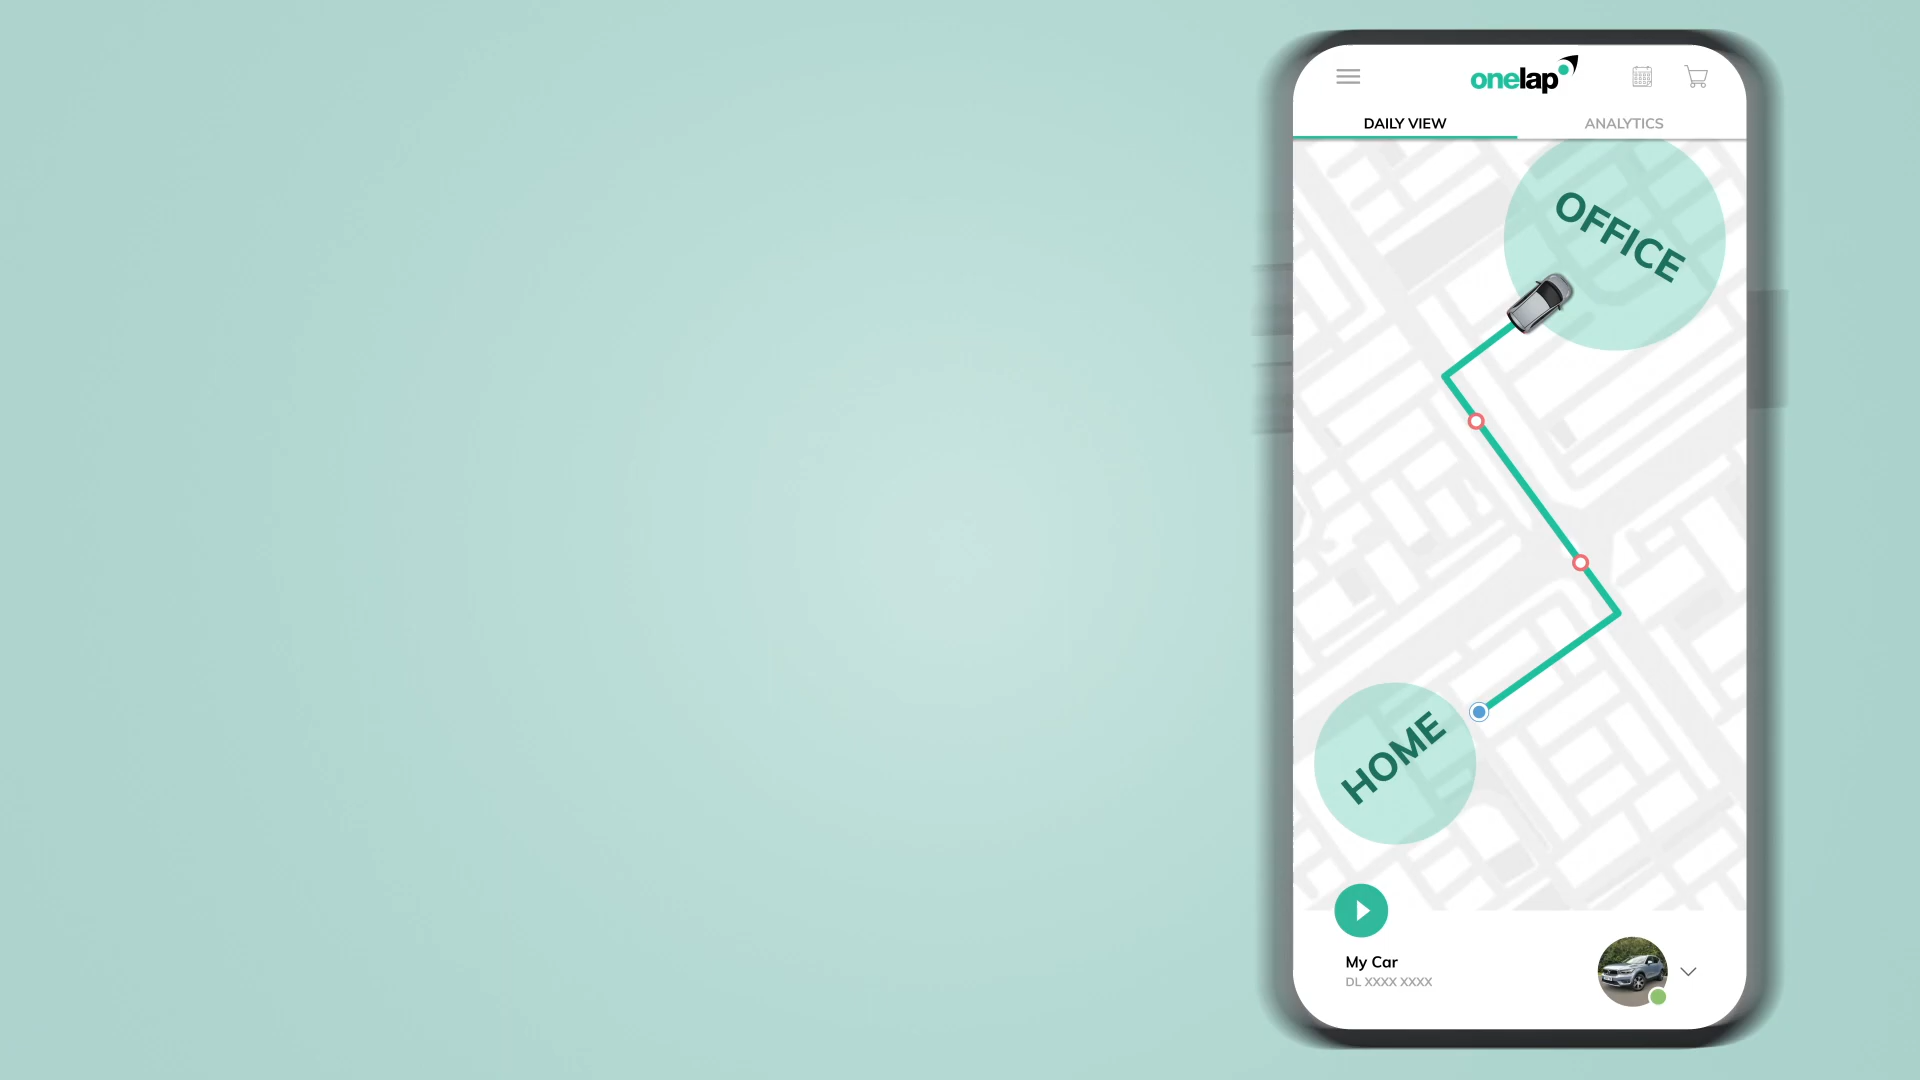 onelap
DAILY VIEW
ANALYTICS
OFFICE
HOME
My Car
DL XXXX XXXX